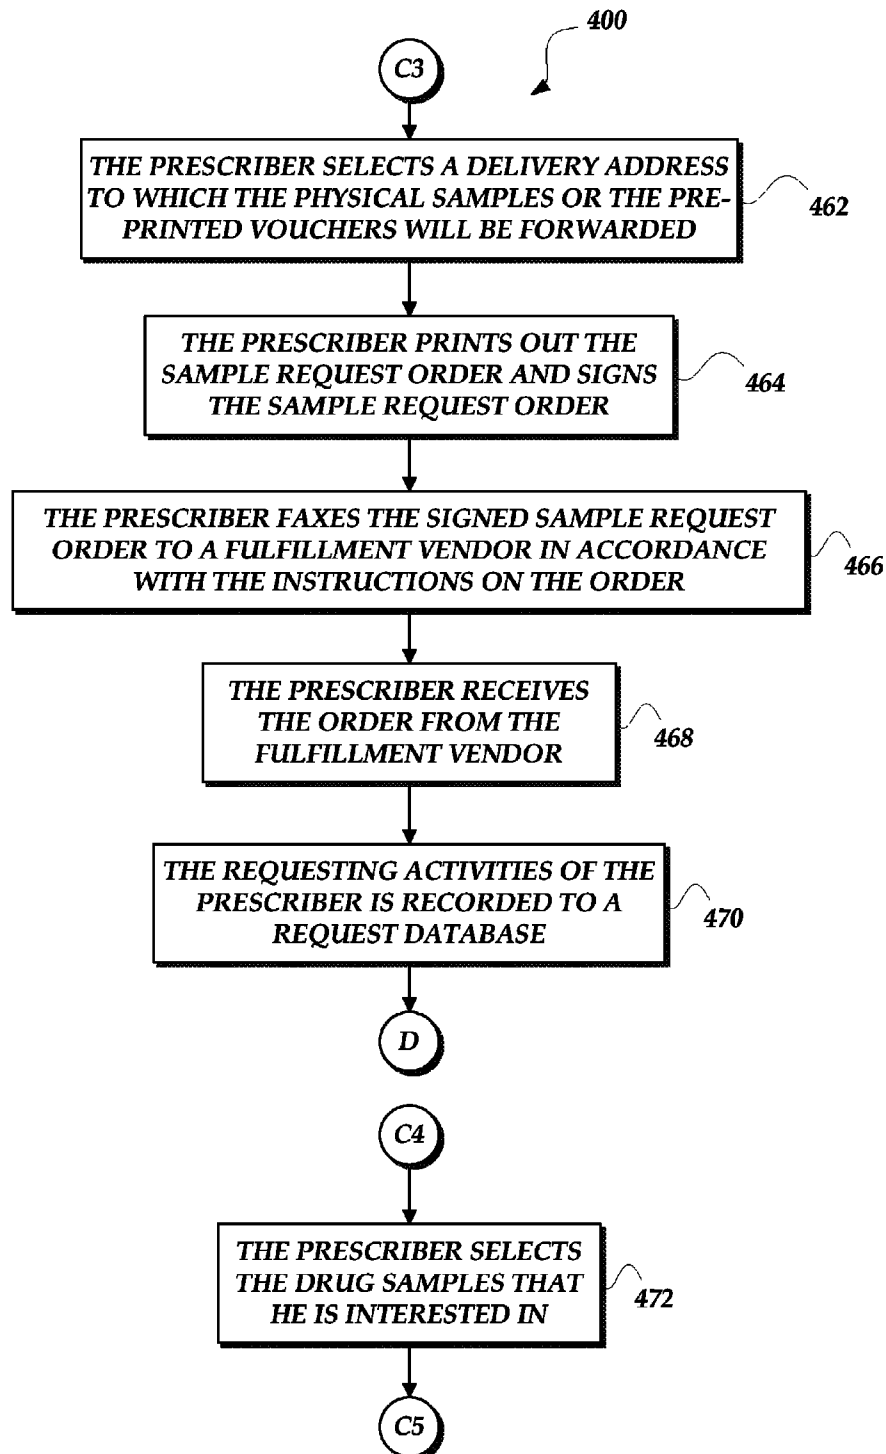 400
C3
THE PRESCRIBER SELECTS A DELIVERY ADDRESS
TO WHICH THE PHYSICAL SAMPLES OR THE PRE-
PRINTED VOUCHERS WILL BE FORWARDED
462
THE PRESCRIBER PRINTS OUT THE
SAMPLE REQUEST ORDER AND SIGNS
THE SAMPLE REQUEST ORDER
464
THE PRESCRIBER FAXES THE SIGNED SAMPLE REQUEST
ORDER TO A FULFILLMENT VENDOR IN ACCORDANCE
WITH THE INSTRUCTIONS ON THE ORDER
466
THE PRESCRIBER RECEIVES
THE ORDER FROM THE
FULFILLMENT VENDOR
468
THE REQUESTING ACTIVITIES OF THE
PRESCRIBER IS RECORDED TO A
REQUEST DATABASE
470
D
C4
THE PRESCRIBER SELECTS
THE DRUG SAMPLES THAT
HE IS INTERESTED IN
472
C5